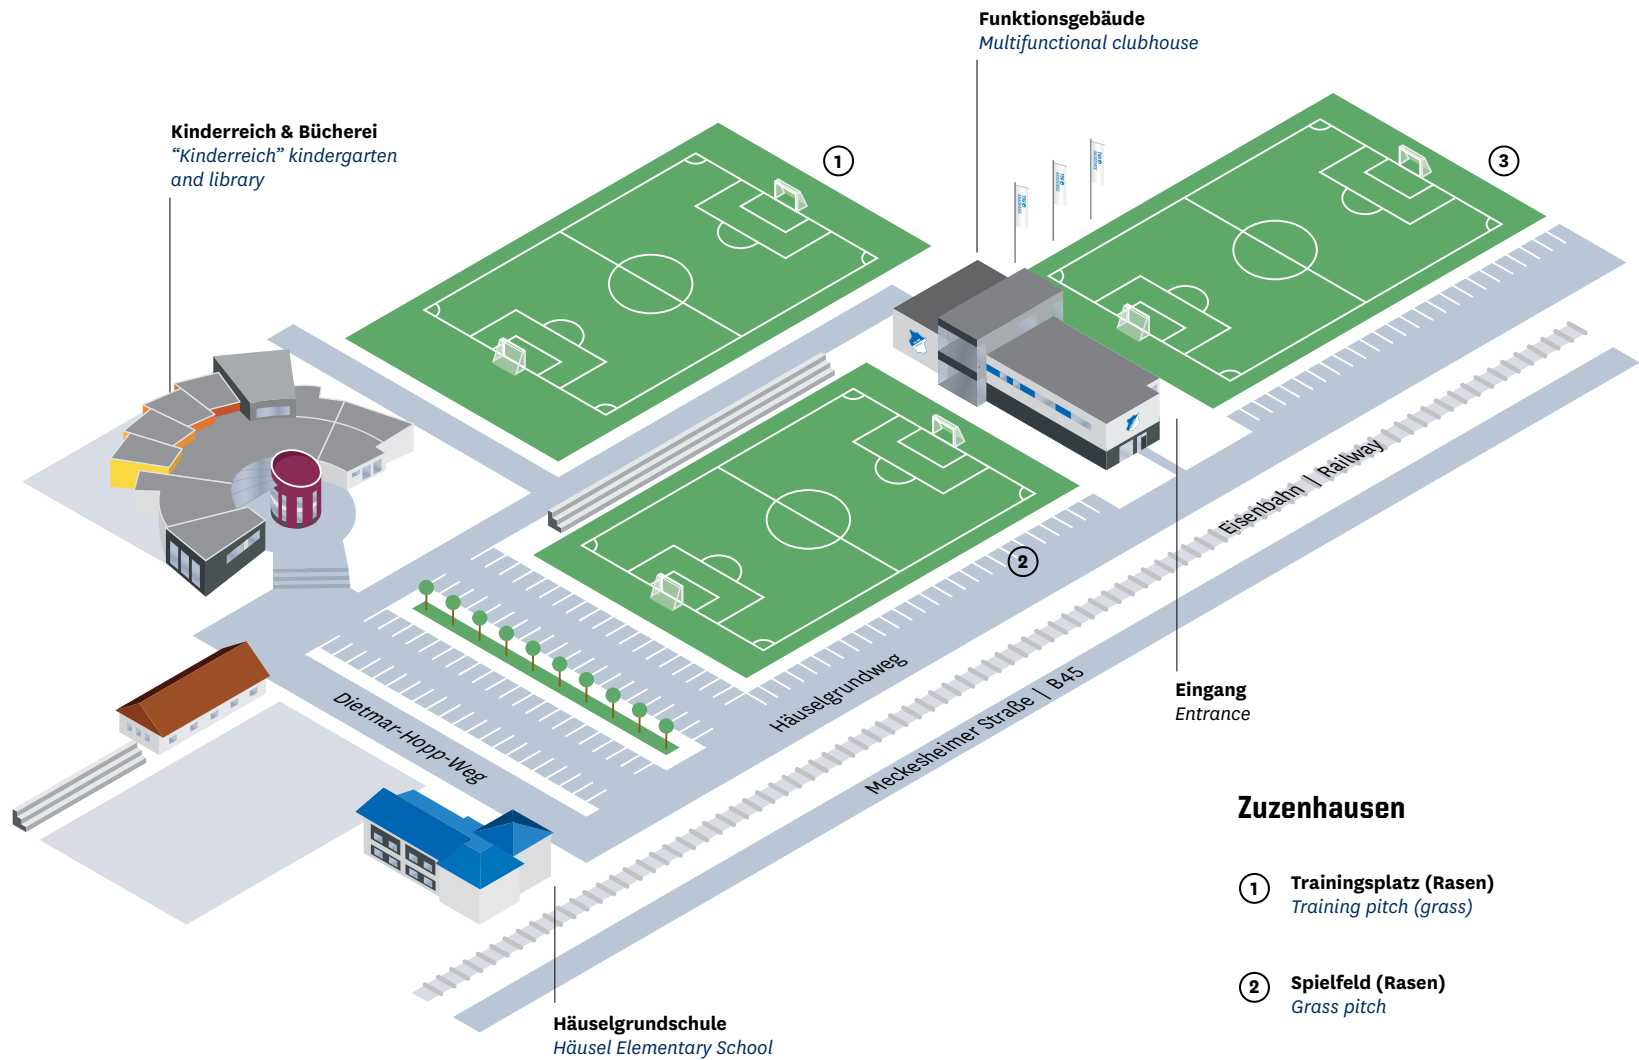 Funktionsgebäude
Multifunctional clubhouse
Kinderreich & Bücherei
“Kinderreich” kindergarten
and library
1
3
2
Eisenbahn | Railway
Häuselgrundweg
Meckesheimer Straße | B45
Dietmar-Hopp-Weg
Eingang
Entrance
Häuselgrundschule
Häusel Elementary School
Zuzenhausen
1 Trainingsplatz (Rasen)
Training pitch (grass)
2 Spielfeld (Rasen)
Grass pitch